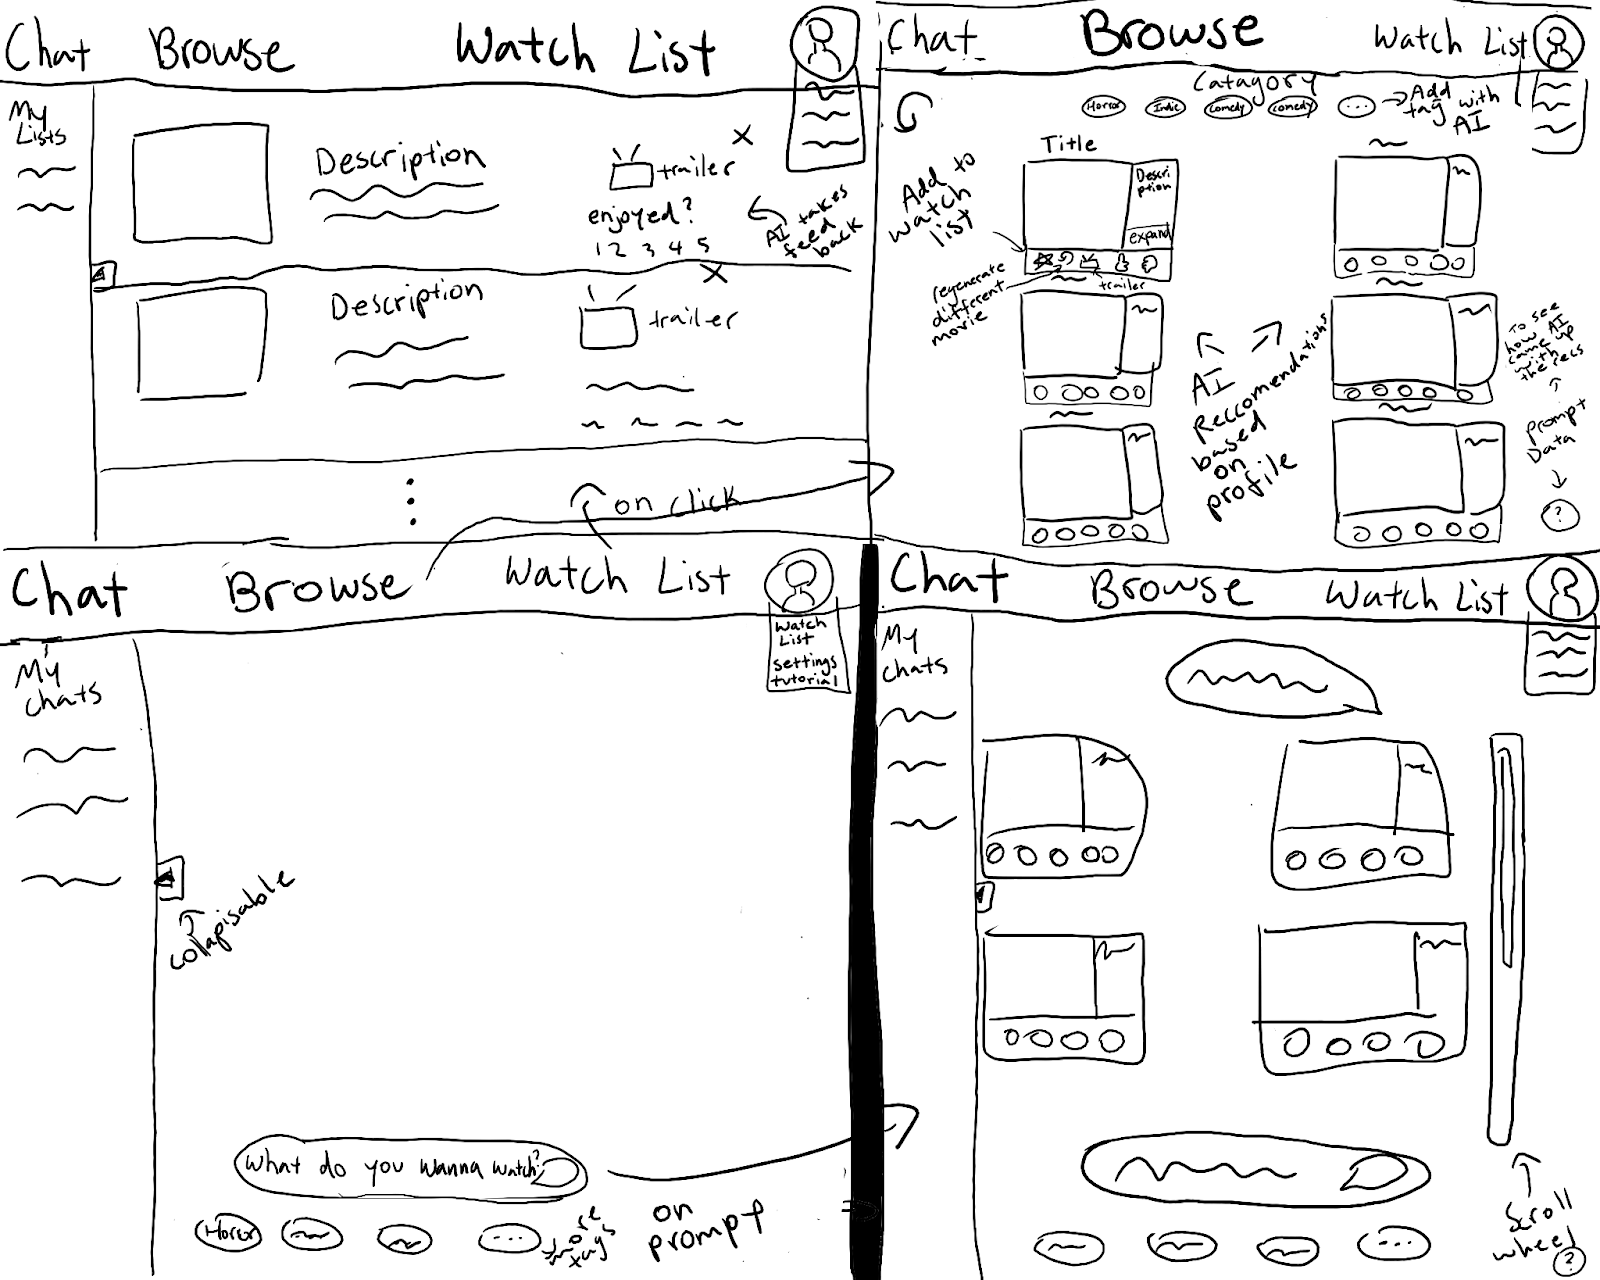 Chat Browse Watch List
My
Lists
Description
trailer
X
enjoyed?
1 2 3 4 5
AI takes
feed
back
Description
trailer
X
on click
Chat Browse Watch List
Catagory
Horror Indie comedy comedy ...
Add
tag with
AI
Title
Descri
ption
expand
Add to
watch
list
regenerate
different
movie
trailer
AI
Reccomendations
based
on
profile
To see
how AI
came up
with
the recs
prompt
Data
?
Chat Browse Watch List
Watch
List
settings
tutorial
My
chats
collapisable
What do you wanna watch?
Horror ...
more
tags
on
prompt
Chat Browse Watch List
My
chats
...
Scroll
wheel
?